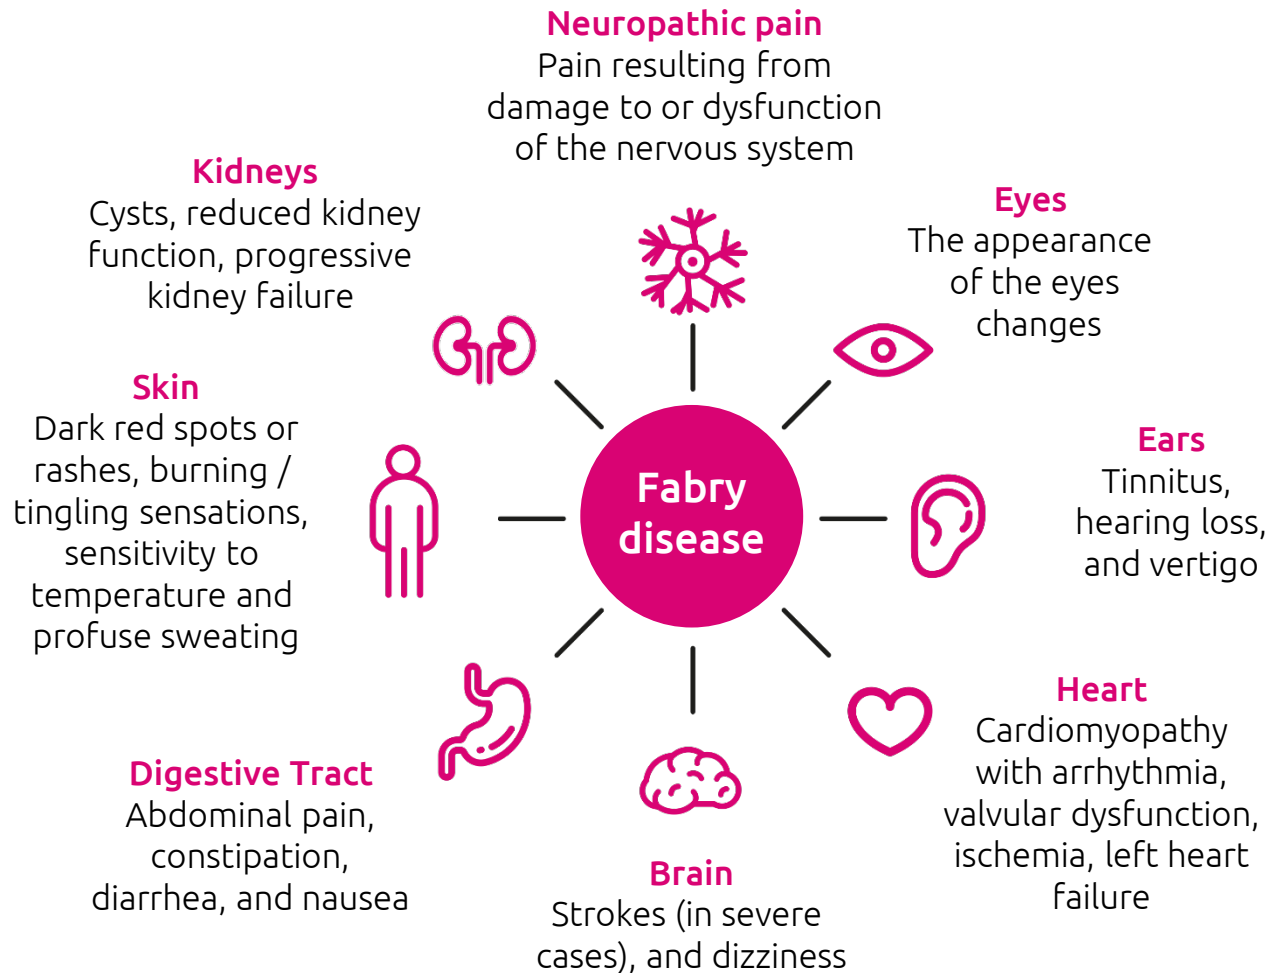 Neuropathic pain
Pain resulting from
damage to or dysfunction
of the nervous system
Kidneys
Cysts, reduced kidney
function, progressive
kidney failure
Eyes
The appearance
of the eyes
changes
Skin
Dark red spots or
rashes, burning /
tingling sensations,
sensitivity to
temperature and
profuse sweating
Fabry
disease
Ears
Tinnitus,
hearing loss,
and vertigo
Digestive Tract
Abdominal pain,
constipation,
diarrhea, and nausea
Brain
Strokes (in severe
cases), and dizziness
Heart
Cardiomyopathy
with arrhythmia,
valvular dysfunction,
ischemia, left heart
failure